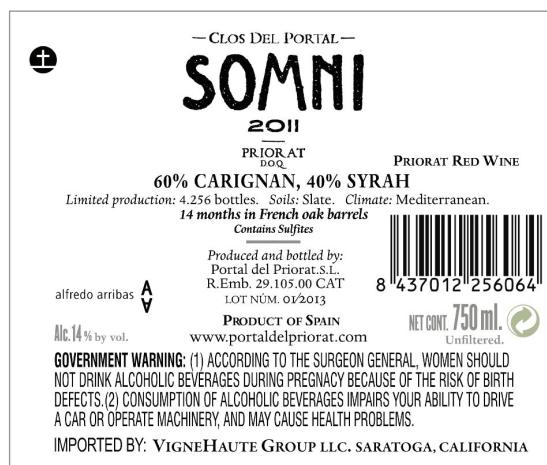 CLOS DEL PORTAL
SOMNI
2011
PRIORAT
D.O.Q.
PRIORAT RED WINE
60% CARIGNAN, 40% SYRAH
Limited production: 4.256 bottles. Soils: Slate. Climate: Mediterranean.
14 months in French oak barrels
Contains Sulfites
Produced and bottled by:
Portal del Priorat.S.L.
R.Emb. 29.105.00 CAT
LOT NÚM. 01/2013
8 437012 256064
alfredo arribas AA
PRODUCT OF SPAIN
www.portaldelpriorat.com
Alc.14 % by vol.
NET CONT. 750 ml.
Unfiltered.
GOVERNMENT WARNING: (1) ACCORDING TO THE SURGEON GENERAL, WOMEN SHOULD
NOT DRINK ALCOHOLIC BEVERAGES DURING PREGNACY BECAUSE OF THE RISK OF BIRTH
DEFECTS.(2) CONSUMPTION OF ALCOHOLIC BEVERAGES IMPAIRS YOUR ABILITY TO DRIVE
A CAR OR OPERATE MACHINERY, AND MAY CAUSE HEALTH PROBLEMS.
IMPORTED BY: VIGNEHAUTE GROUP LLC. SARATOGA, CALIFORNIA